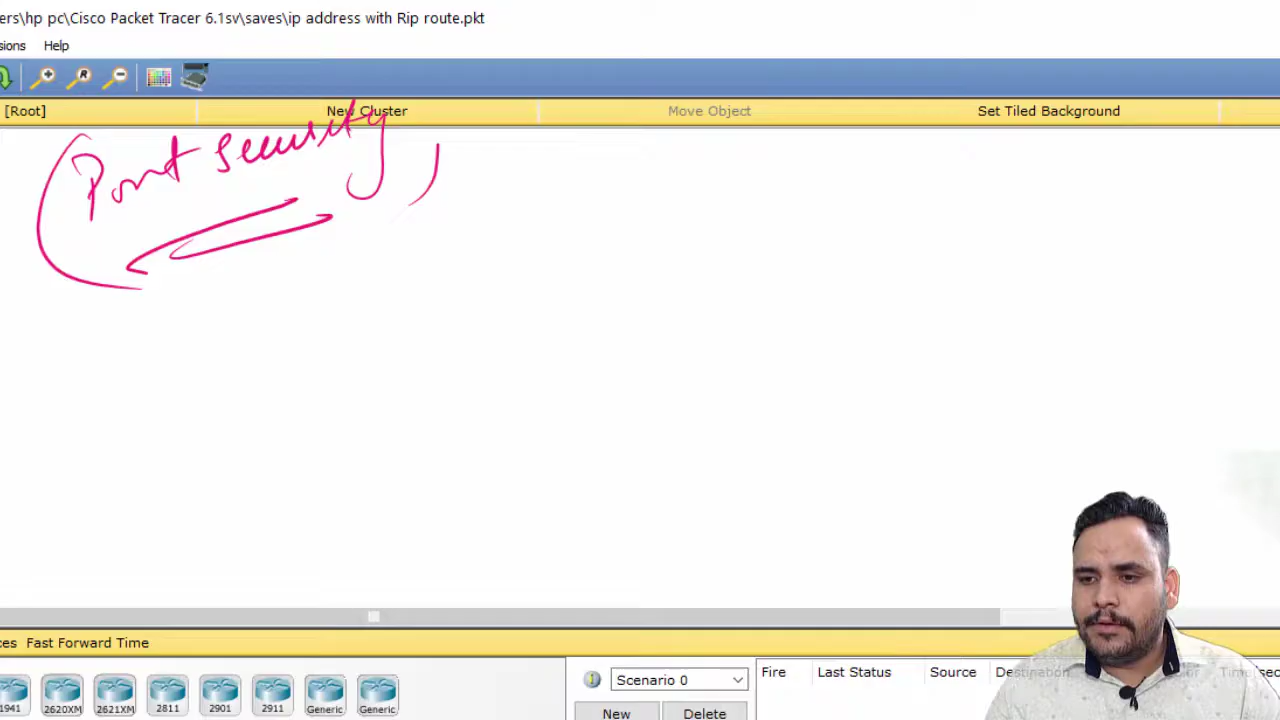 ers\hp pc\Cisco Packet Tracer 6.1sv\saves\ip address with Rip route.pkt
sions Help
[Root] New Cluster Move Object Set Tiled Background
Port security
ces Fast Forward Time
Scenario 0
Fire Last Status Source Destination
1941 2620XM 2621XM 2811 2901 2911 Generic Generic
New Delete